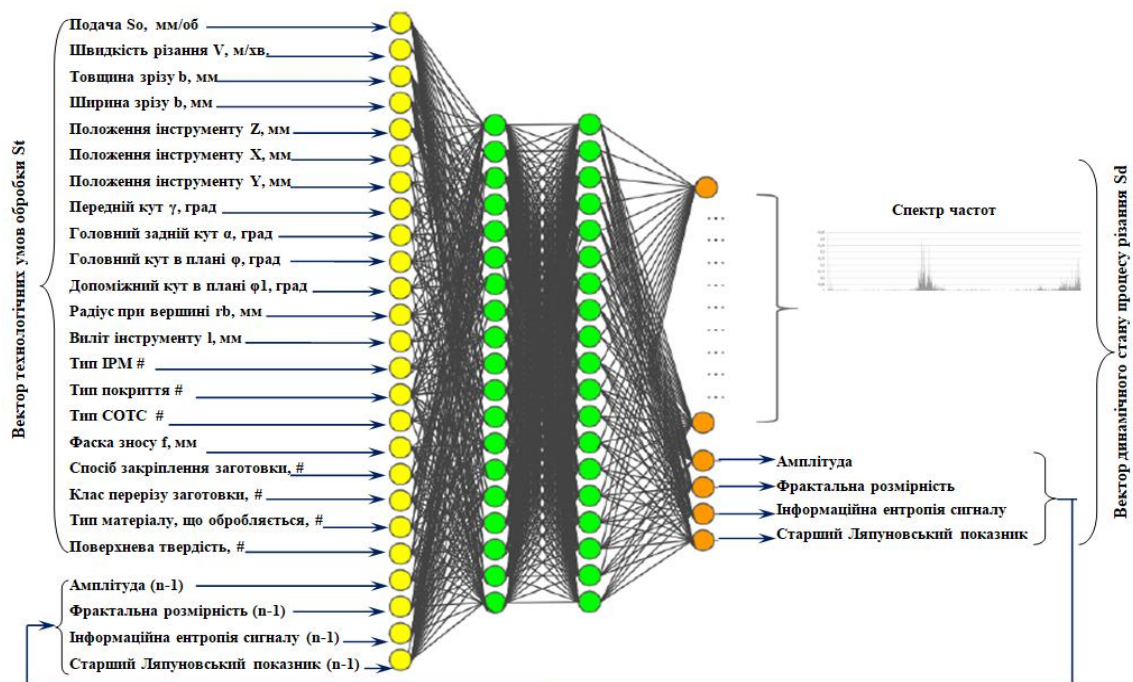 Вектор технологічних умов обробки St
Подача So, мм/об
Швидкість різання V, м/хв,
Товщина зрізу b, мм
Ширина зрізу b, мм
Положення інструменту Z, мм
Положення інструменту X, мм
Положення інструменту Y, мм
Передній кут γ, град
Головний задній кут α, град
Головний кут в плані φ, град
Допоміжний кут в плані φ1, град
Радіус при вершині rb, мм
Виліт інструменту l, мм
Тип ІРМ #
Тип покриття #
Тип СОТС #
Фаска зносу f, мм
Спосіб закріплення заготовки, #
Клас перерізу заготовки, #
Тип матеріалу, що обробляється, #
Поверхнева твердість, #
Амплітуда (n-1)
Фрактальна розмірність (n-1)
Інформаційна ентропія сигналу (n-1)
Старший Ляпуновський показник (n-1)
Спектр частот
Амплітуда
Фрактальна розмірність
Інформаційна ентропія сигналу
Старший Ляпуновський показник
Вектор динамічного стану процесу різання Sd